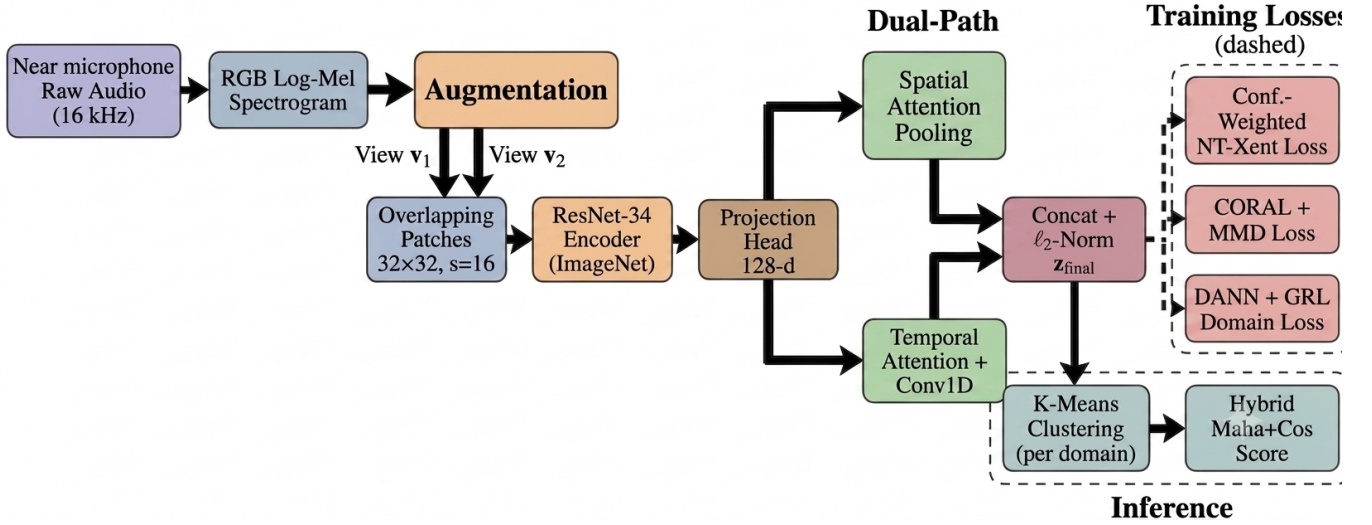 Near microphone
Raw Audio
(16 kHz)
RGB Log-Mel
Spectrogram
Augmentation
View v₁
View v₂
Overlapping
Patches
32×32, s=16
ResNet-34
Encoder
(ImageNet)
Projection
Head
128-d
Dual-Path
Spatial
Attention
Pooling
Temporal
Attention +
Conv1D
Concat +
ℓ₂-Norm
z_final
Training Losses
(dashed)
Conf.-
Weighted
NT-Xent Loss
CORAL +
MMD Loss
DANN + GRL
Domain Loss
K-Means
Clustering
(per domain)
Hybrid
Maha+Cos
Score
Inference